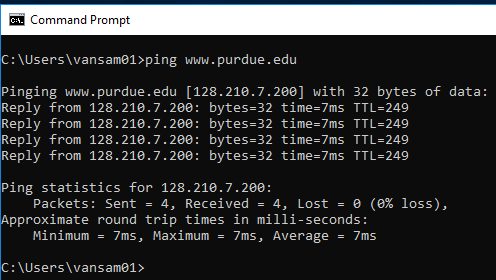 Command Prompt
C:\Users\vansam01>ping www.purdue.edu
Pinging www.purdue.edu [128.210.7.200] with 32 bytes of data:
Reply from 128.210.7.200: bytes=32 time=7ms TTL=249
Reply from 128.210.7.200: bytes=32 time=7ms TTL=249
Reply from 128.210.7.200: bytes=32 time=7ms TTL=249
Reply from 128.210.7.200: bytes=32 time=7ms TTL=249
Ping statistics for 128.210.7.200:
    Packets: Sent = 4, Received = 4, Lost = 0 (0% loss),
Approximate round trip times in milli-seconds:
    Minimum = 7ms, Maximum = 7ms, Average = 7ms
C:\Users\vansam01>